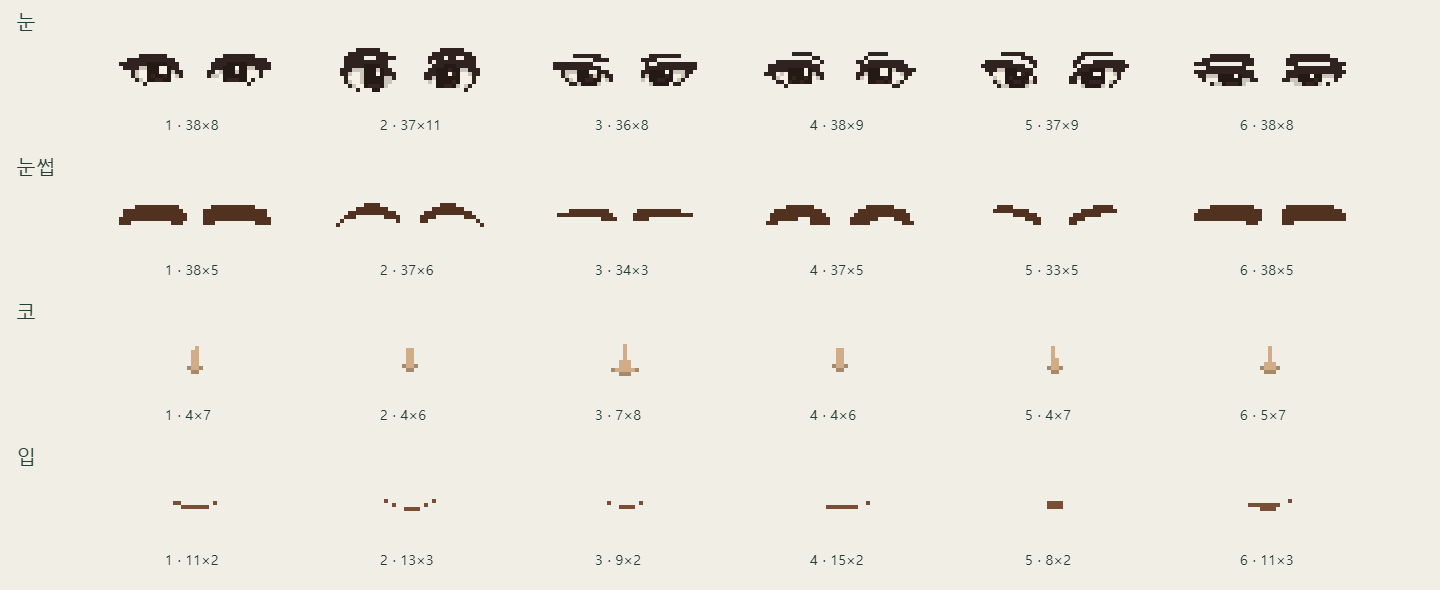 눈
1 · 38×8 2 · 37×11 3 · 36×8 4 · 38×9 5 · 37×9 6 · 38×8
눈썹
1 · 38×5 2 · 37×6 3 · 34×3 4 · 37×5 5 · 33×5 6 · 38×5
코
1 · 4×7 2 · 4×6 3 · 7×8 4 · 4×6 5 · 4×7 6 · 5×7
입
1 · 11×2 2 · 13×3 3 · 9×2 4 · 15×2 5 · 8×2 6 · 11×3